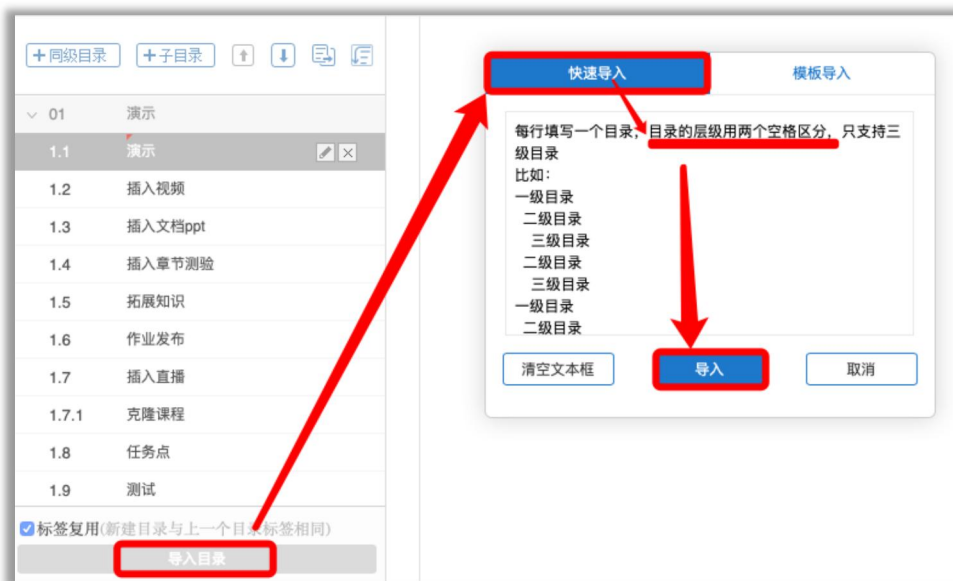 +同级目录 +子目录
01 演示
1.1 演示
1.2 插入视频
1.3 插入文档ppt
1.4 插入章节测验
1.5 拓展知识
1.6 作业发布
1.7 插入直播
1.7.1 克隆课程
1.8 任务点
1.9 测试
标签复用(新建目录与上一个目录标签相同)
导入目录
快速导入 模板导入
每行填写一个目录，目录的层级用两个空格区分，只支持三
级目录
比如：
一级目录
二级目录
三级目录
二级目录
三级目录
一级目录
二级目录
清空文本框 导入 取消